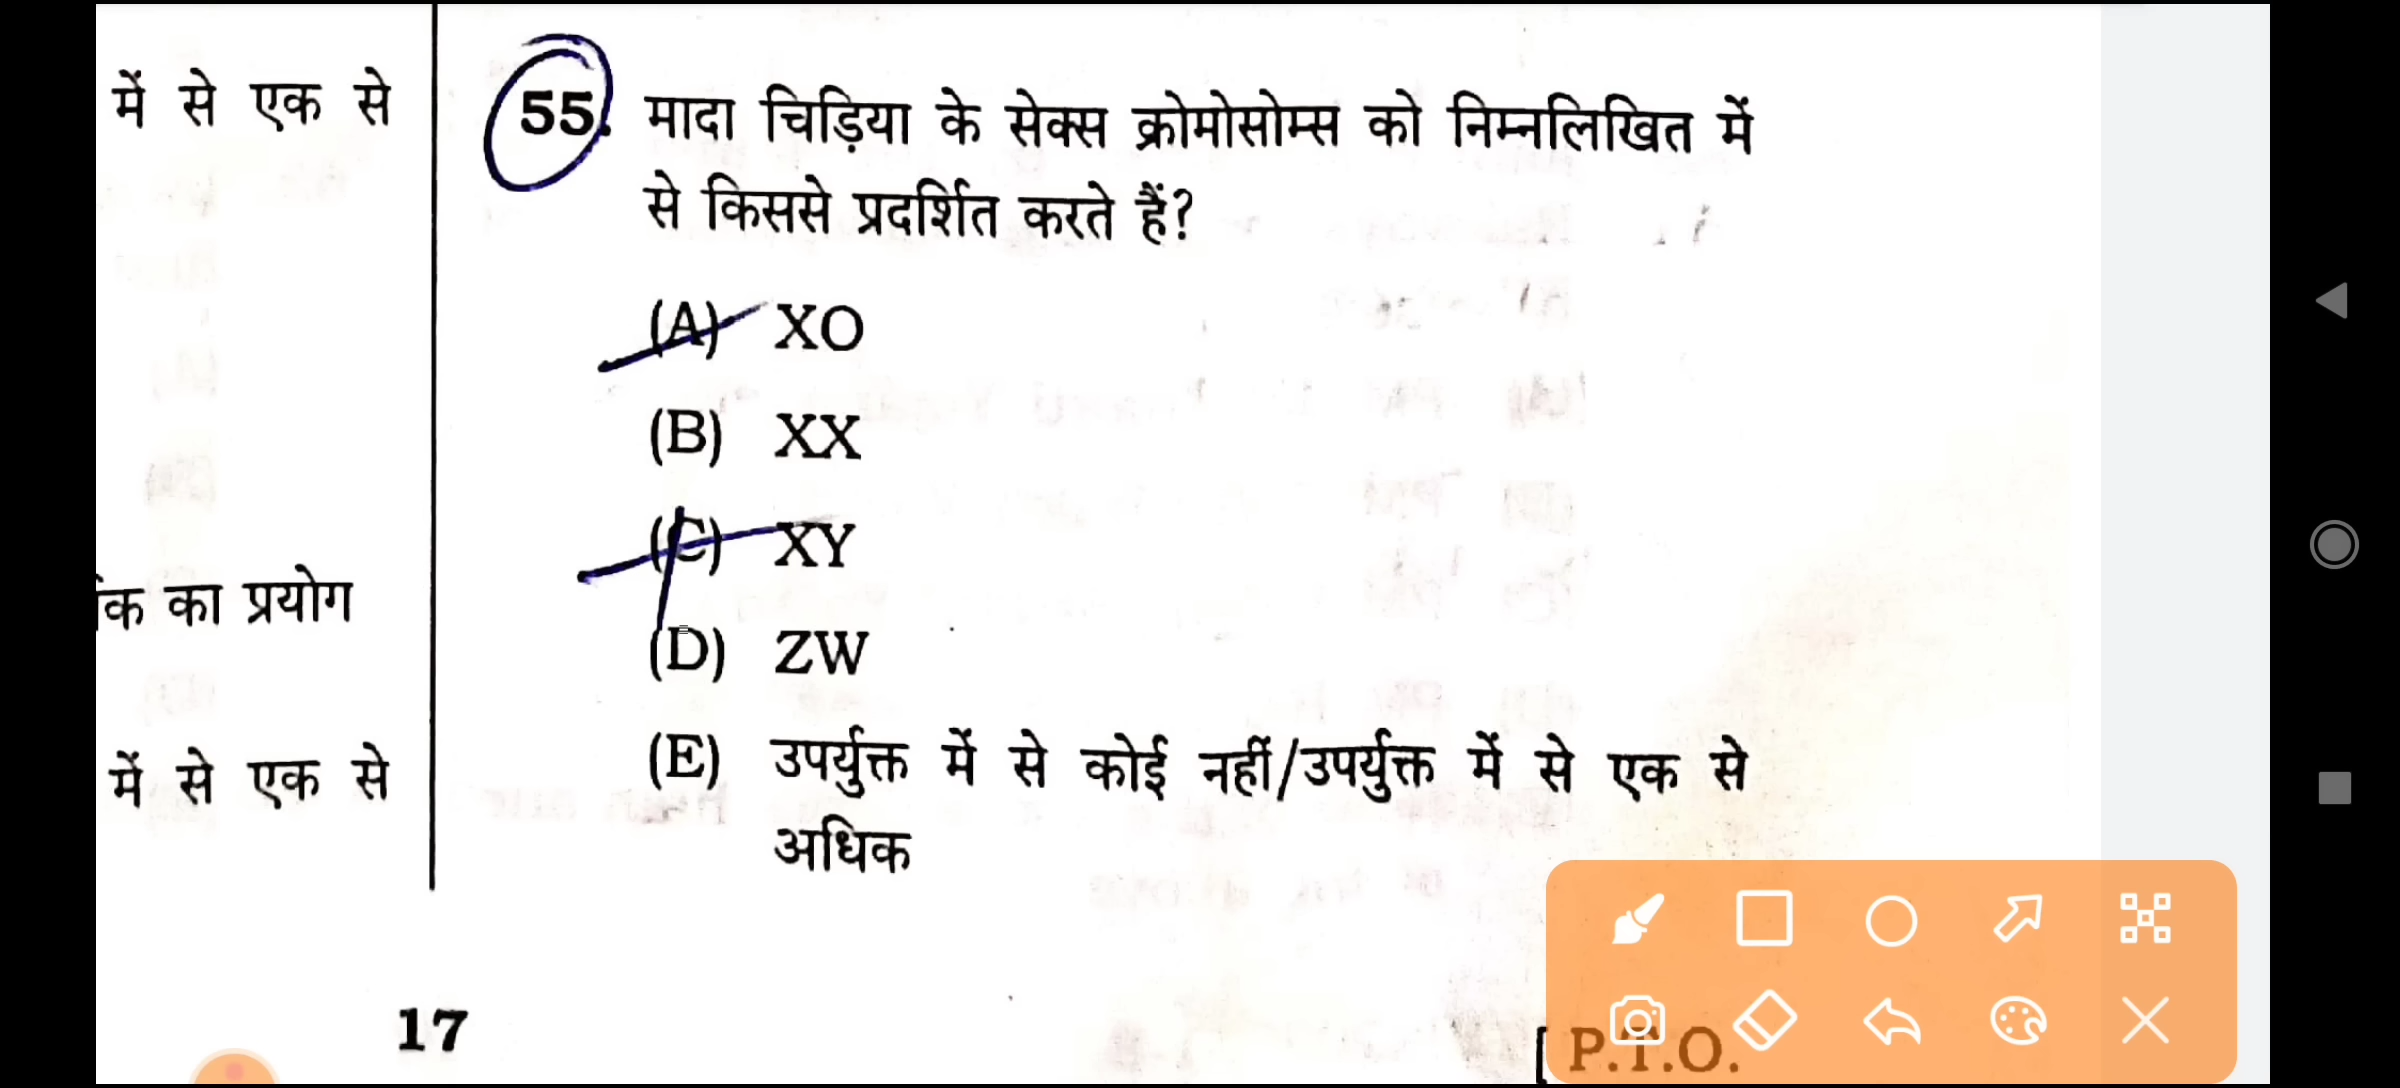 में से एक से
र्क का प्रयोग
में से एक से
55. मादा चिड़िया के सेक्स क्रोमोसोम्स को निम्नलिखित में
से किससे प्रदर्शित करते हैं?
(A) XO
(B) XX
(C) XY
(D) ZW
(E) उपर्युक्त में से कोई नहीं/उपर्युक्त में से एक से
अधिक
17
[ P.T.O.